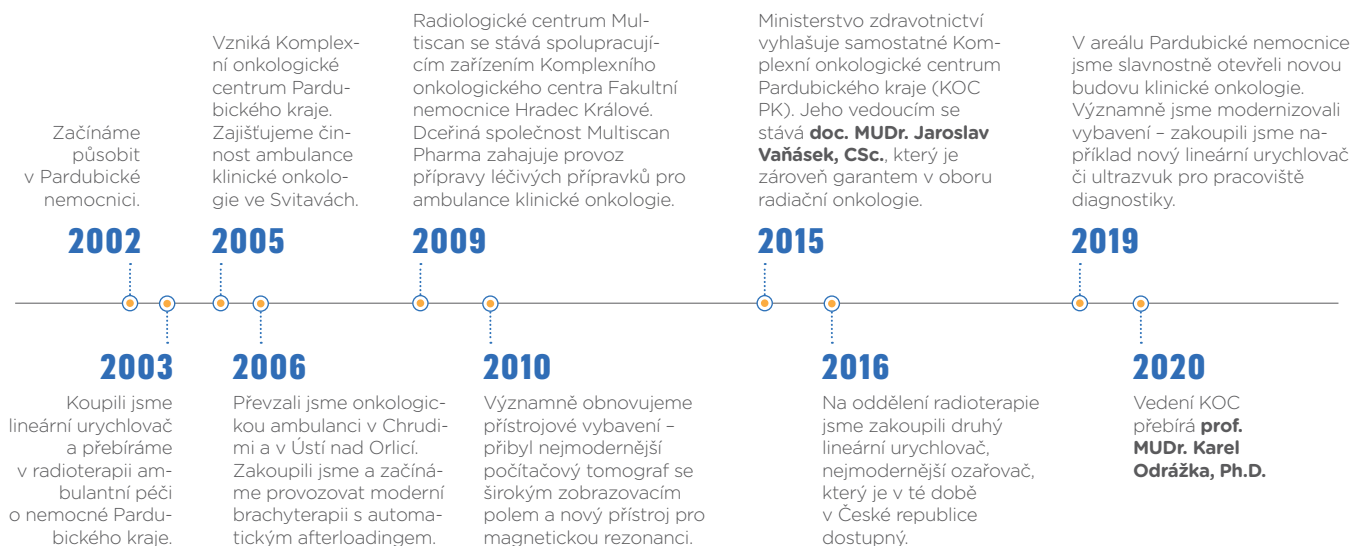 Začínáme
působit
v Pardubické
nemocnici.
2002
Koupili jsme
lineární urychlovač
a přebíráme
v radioterapii am-
bulantní péči
o nemocné Pardu-
bického kraje.
2003
Vzniká Komplex-
ní onkologické
centrum Pardu-
bického kraje.
Zajišťujeme čin-
nost ambulance
klinické onkolo-
gie ve Svitavách.
2005
2006
Převzali jsme onkologic-
kou ambulanci v Chrudi-
mi a v Ústí nad Orlicí.
Zakoupili jsme a začíná-
me provozovat moderní
brachyterapii s automa-
tickým afterloadingem.
Radiologické centrum Mul-
tiscan se stává spolupracují-
cím zařízením Komplexního
onkologického centra Fakultní
nemocnice Hradec Králové.
Dceřiná společnost Multiscan
Pharma zahajuje provoz
přípravy léčivých přípravků pro
ambulance klinické onkologie.
2009
2010
Významně obnovujeme
přístrojové vybavení –
přibyl nejmodernější
počítačový tomograf se
širokým zobrazovacím
polem a nový přístroj pro
magnetickou rezonanci.
Ministerstvo zdravotnictví
vyhlašuje samostatné Kom-
plexní onkologické centrum
Pardubického kraje (KOC
PK). Jeho vedoucím se
stává doc. MUDr. Jaroslav
Vaňásek, CSc., který je
zároveň garantem v oboru
radiační onkologie.
2015
2016
Na oddělení radioterapie
jsme zakoupili druhý
lineární urychlovač,
nejmodernější ozařovač,
který je v té době
v České republice
dostupný.
V areálu Pardubické nemocnice
jsme slavnostně otevřeli novou
budovu klinické onkologie.
Významně jsme modernizovali
vybavení – zakoupili jsme na-
příklad nový lineární urychlovač
či ultrazvuk pro pracoviště
diagnostiky.
2019
2020
Vedení KOC
přebírá prof.
MUDr. Karel
Odrážka, Ph.D.